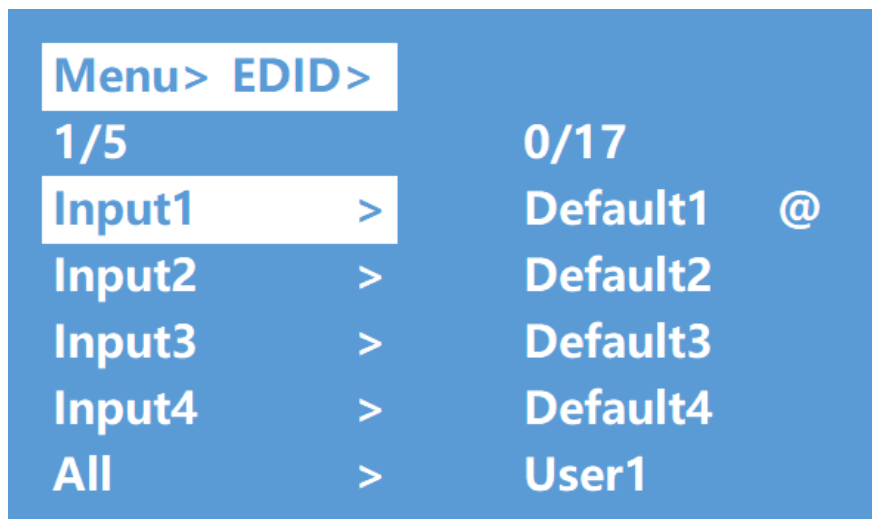 Menu> EDID>
1/5 0/17
Input1 > Default1 @
Input2 > Default2
Input3 > Default3
Input4 > Default4
All > User1